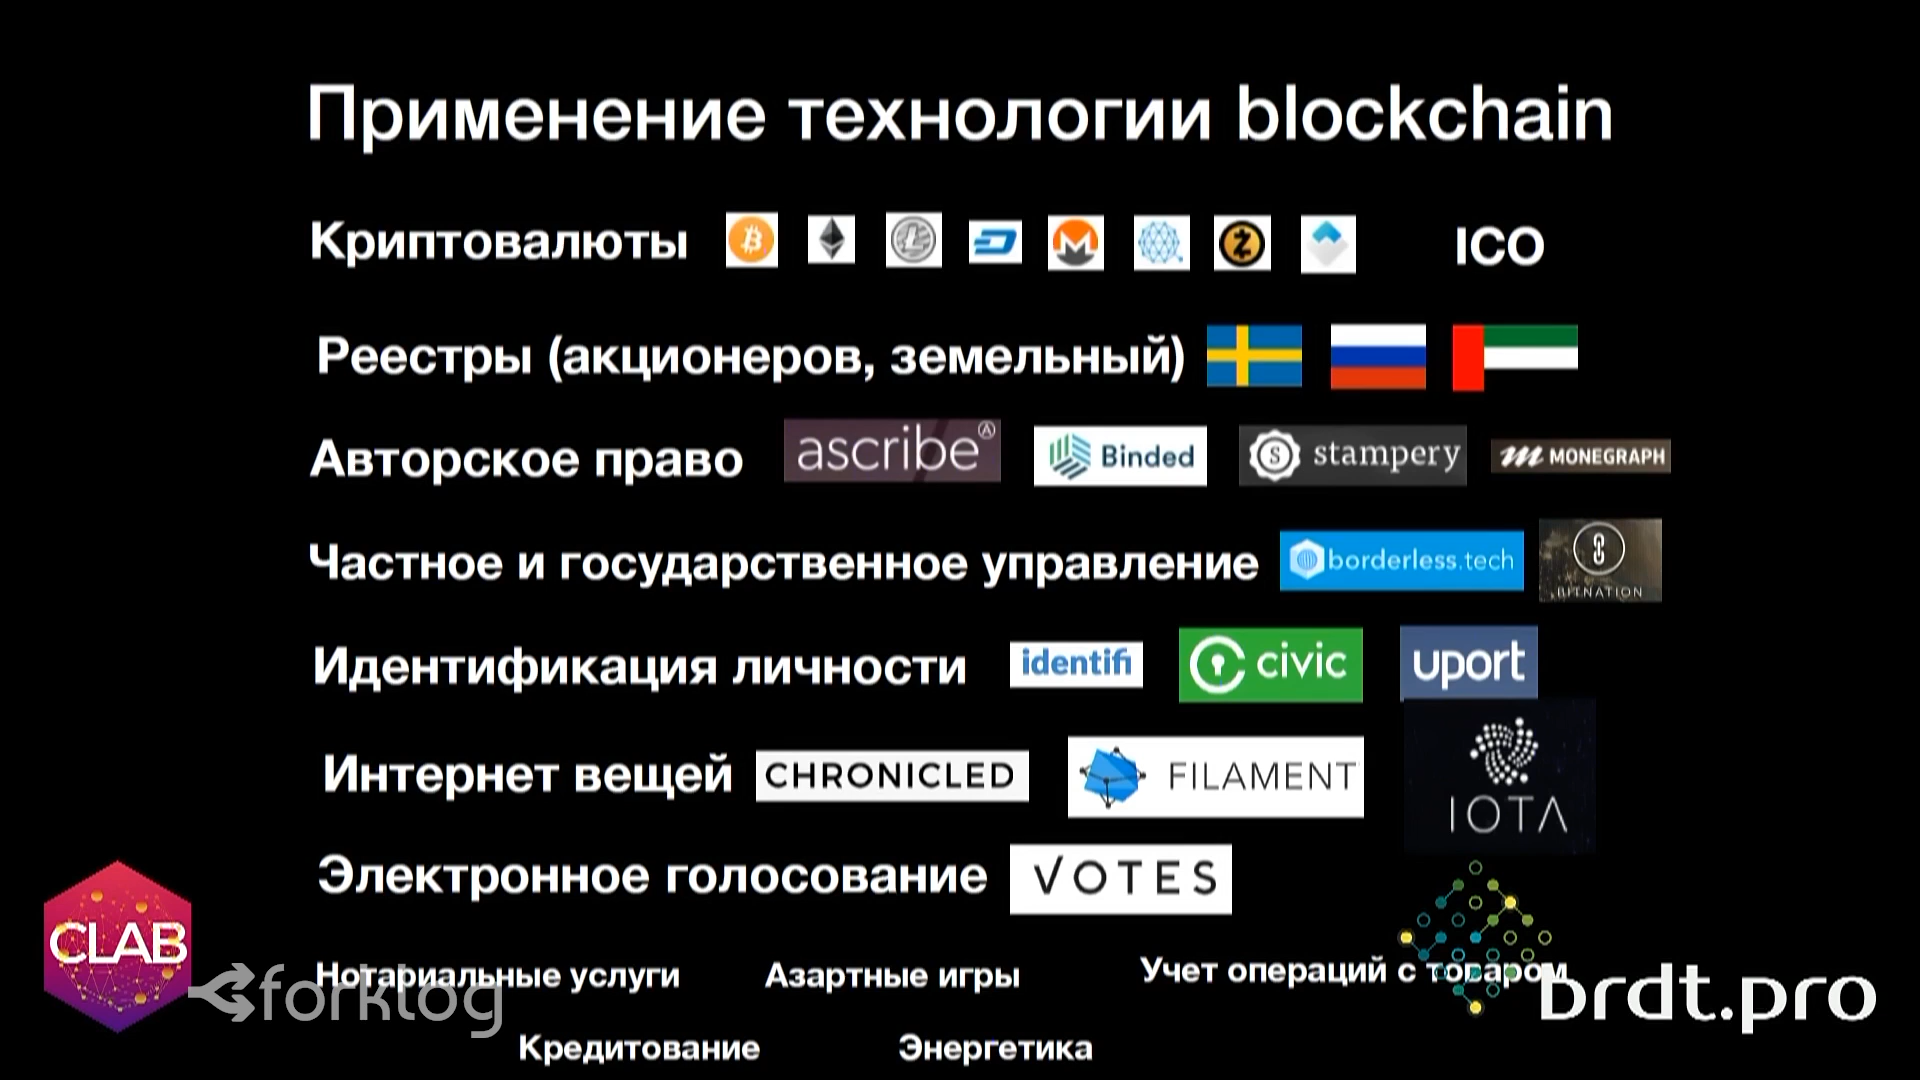 Применение технологии blockchain
Криптовалюты ICO
Реестры (акционеров, земельный)
Авторское право ascribe Binded stampery MONEGRAPH
Частное и государственное управление borderless.tech BITNATION
Идентификация личности identifi civic uport
Интернет вещей CHRONICLED FILAMENT IOTA
Электронное голосование VOTES
CLAB
Нотариальные услуги Азартные игры Учет операций с товаром
forklog brdt.pro
Кредитование Энергетика